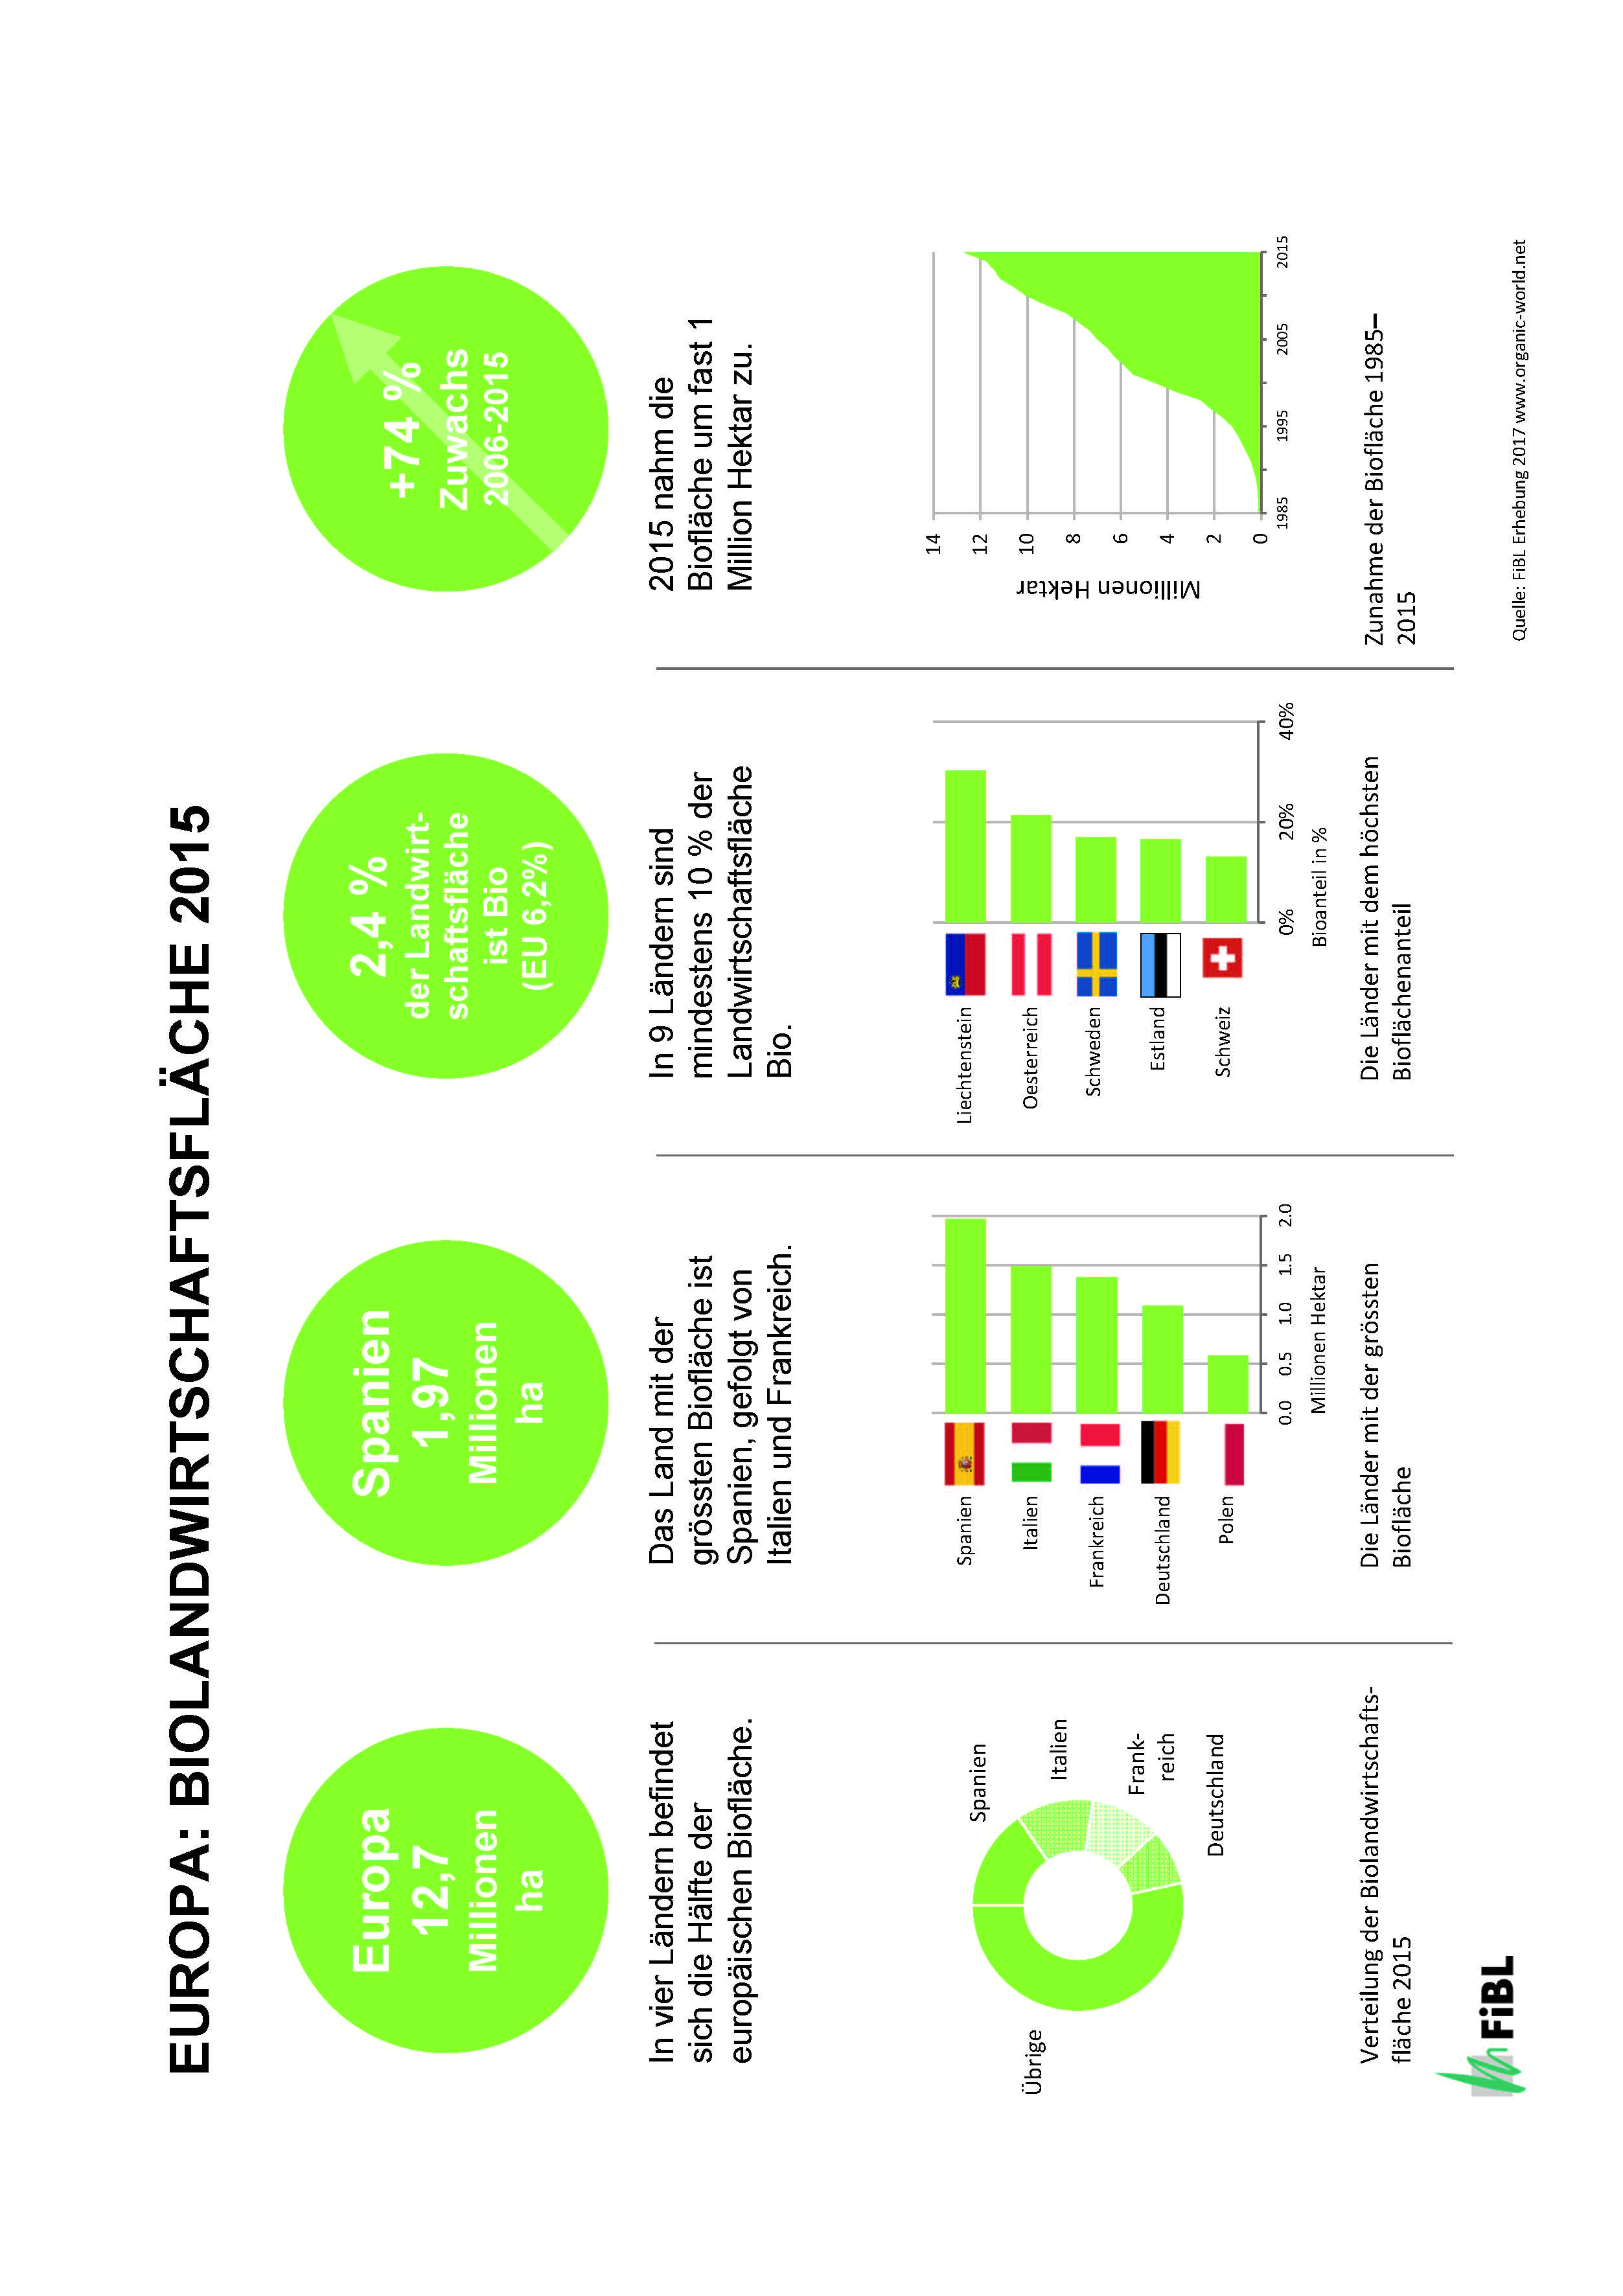 EUROPA: BIOLANDWIRTSCHAFTSFLÄCHE 2015
Europa
12,7
Millionen
ha
In vier Ländern befindet
sich die Hälfte der
europäischen Biofläche.
Spanien
Italien
Frank-
reich
Deutschland
Übrige
Verteilung der Biolandwirtschafts-
fläche 2015
Spanien
1,97
Millionen
ha
Das Land mit der
grössten Biofläche ist
Spanien, gefolgt von
Italien und Frankreich.
Spanien
Italien
Frankreich
Deutschland
Polen
0.0 0.5 1.0 1.5 2.0
Millionen Hektar
Die Länder mit der grössten
Biofläche
2,4 %
der Landwirt-
schaftsfläche
ist Bio
(EU 6,2%)
In 9 Ländern sind
mindestens 10 % der
Landwirtschaftsfläche
Bio.
Liechtenstein
Oesterreich
Schweden
Estland
Schweiz
0% 20% 40%
Bioanteil in %
Die Länder mit dem höchsten
Bioflächenanteil
+74 %
Zuwachs
2006-2015
2015 nahm die
Biofläche um fast 1
Million Hektar zu.
Millionen Hektar
14
12
10
8
6
4
2
0
1985 1995 2005 2015
Zunahme der Biofläche 1985–
2015
FiBL
Quelle: FiBL Erhebung 2017 www.organic-world.net